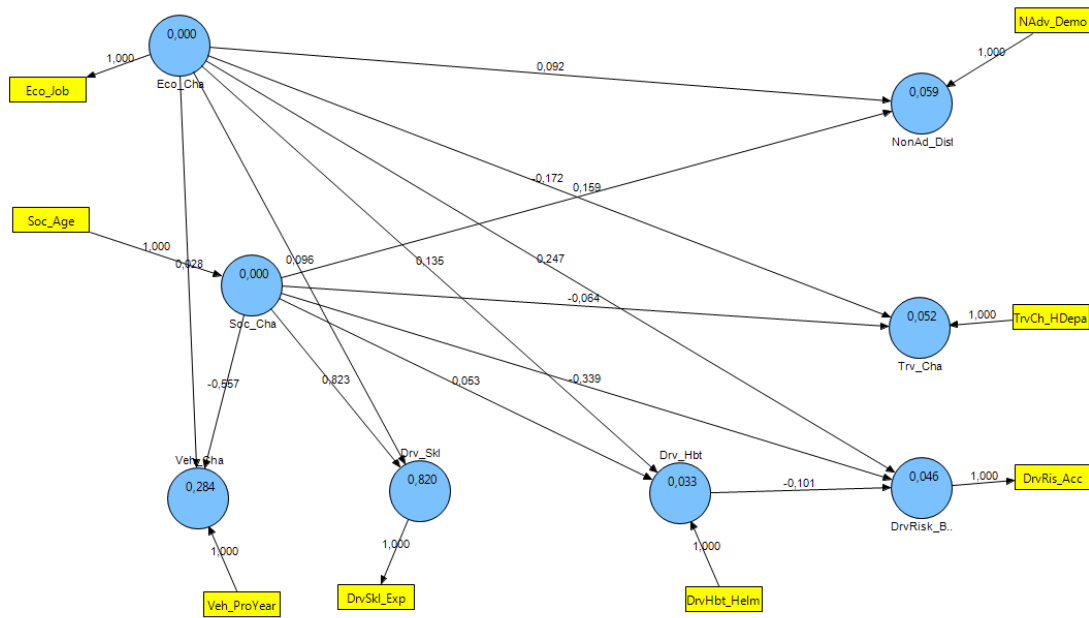 NAdv_Demo
0,000
1,000
1,000
Eco_Job
Eco_Cha
0,092
0,059
NonAd_Dist
-0,172
0,159
Soc_Age
1,000
0,028
0,096
0,135
0,247
0,000
Soc_Cha
-0,064
0,052
1,000
TrvCh_HDepa
Trv_Cha
-0,557
0,823
0,053
-0,339
Veh_Cha
Drv_Skl
Drv_Hbt
0,284
0,820
0,033
-0,101
0,046
1,000
DrvRis_Acc
DrvRisk_B..
1,000
1,000
1,000
Veh_ProYear
DrvSkl_Exp
DrvHbt_Helm